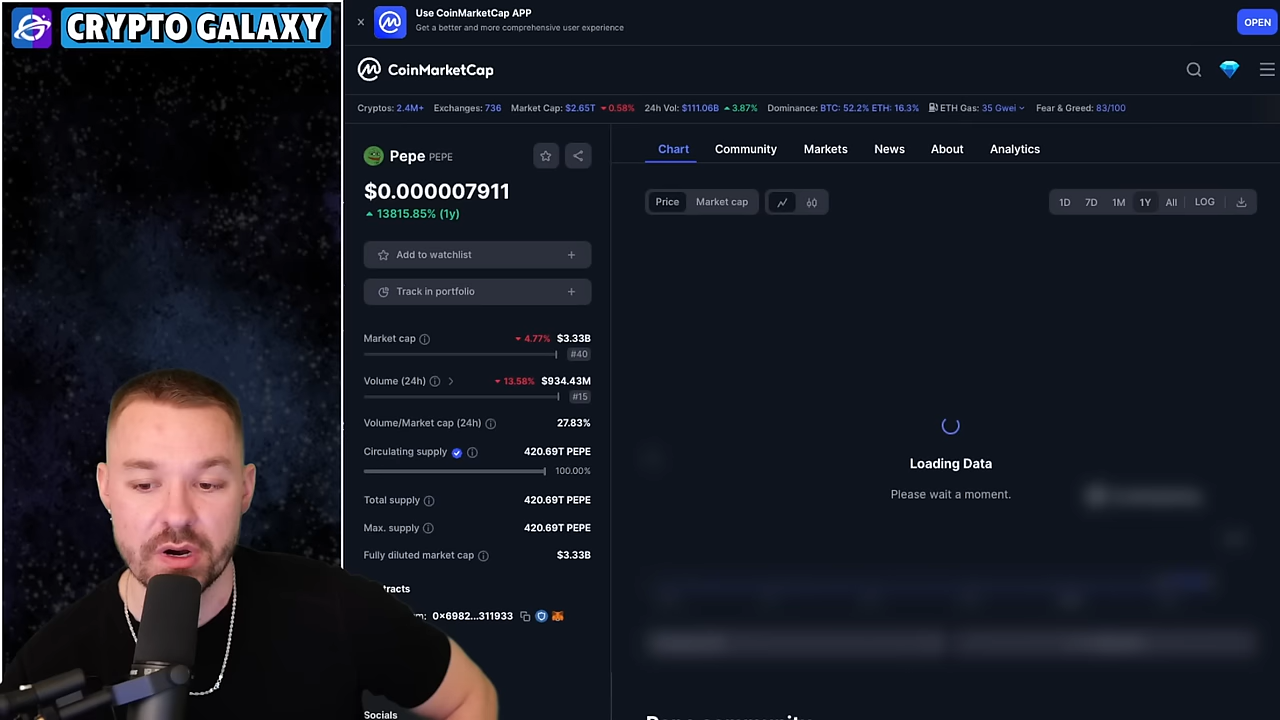 CRYPTO GALAXY
Use CoinMarketCap APP
Get a better and more comprehensive user experience
OPEN
CoinMarketCap
Cryptos: 2.4M+ Exchanges: 736 Market Cap: $2.65T 0.58% 24h Vol: $111.06B 3.87% Dominance: BTC: 52.2% ETH: 16.3% ETH Gas: 35 Gwei Fear & Greed: 83/100
Pepe PEPE
$0.000007911
13815.85% (1y)
Add to watchlist +
Track in portfolio +
Market cap 4.77% $3.33B
#40
Volume (24h) 13.58% $934.43M
#15
Volume/Market cap (24h) 27.83%
Circulating supply 420.69T PEPE
100.00%
Total supply 420.69T PEPE
Max. supply 420.69T PEPE
Fully diluted market cap $3.33B
0x6982...311933
Socials
Chart Community Markets News About Analytics
Price Market cap
1D 7D 1M 1Y All LOG
Loading Data
Please wait a moment.